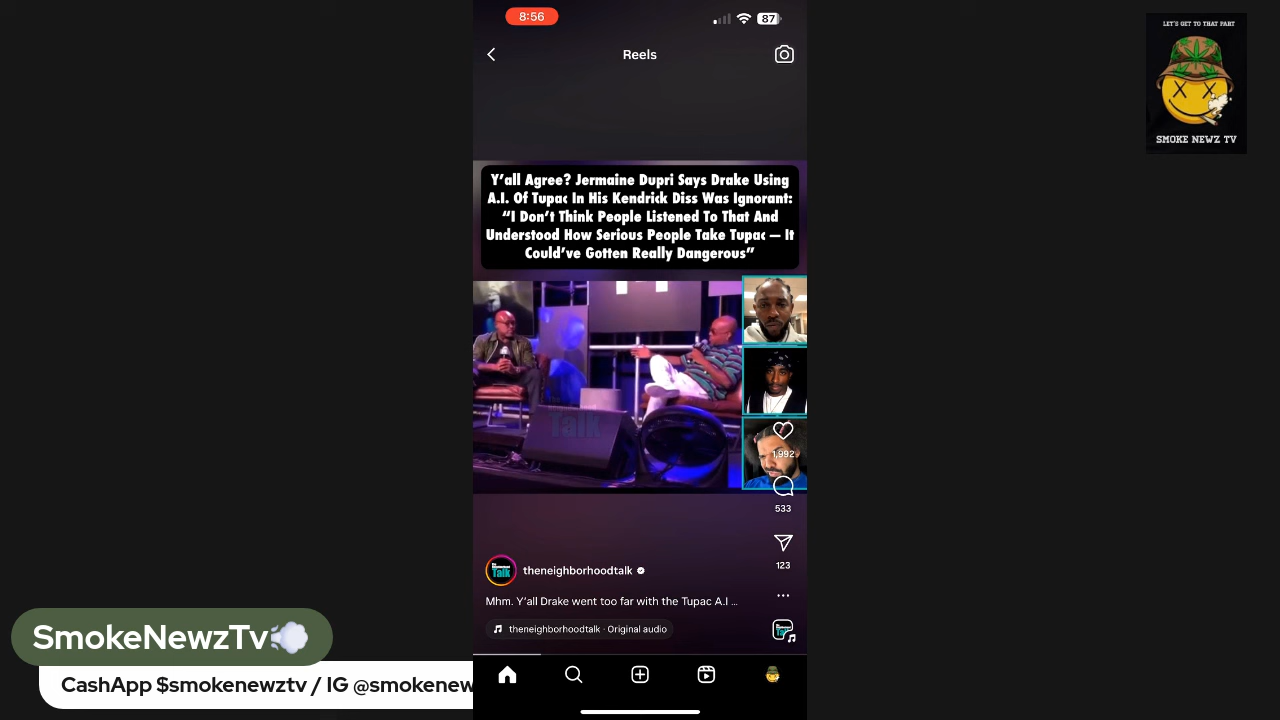 8:56
87
Reels
LET'S GET TO THAT PART
SMOKE NEWZ TV
Y'all Agree? Jermaine Dupri Says Drake Using
A.I. Of Tupac In His Kendrick Diss Was Ignorant:
“I Don't Think People Listened To That And
Understood How Serious People Take Tupac — It
Could've Gotten Really Dangerous”
Talk
1,992
533
123
Talk
theneighborhoodtalk
Mhm. Y'all Drake went too far with the Tupac A.I ...
theneighborhoodtalk · Original audio
SmokeNewzTv💨
CashApp $smokenewztv / IG @smokenew